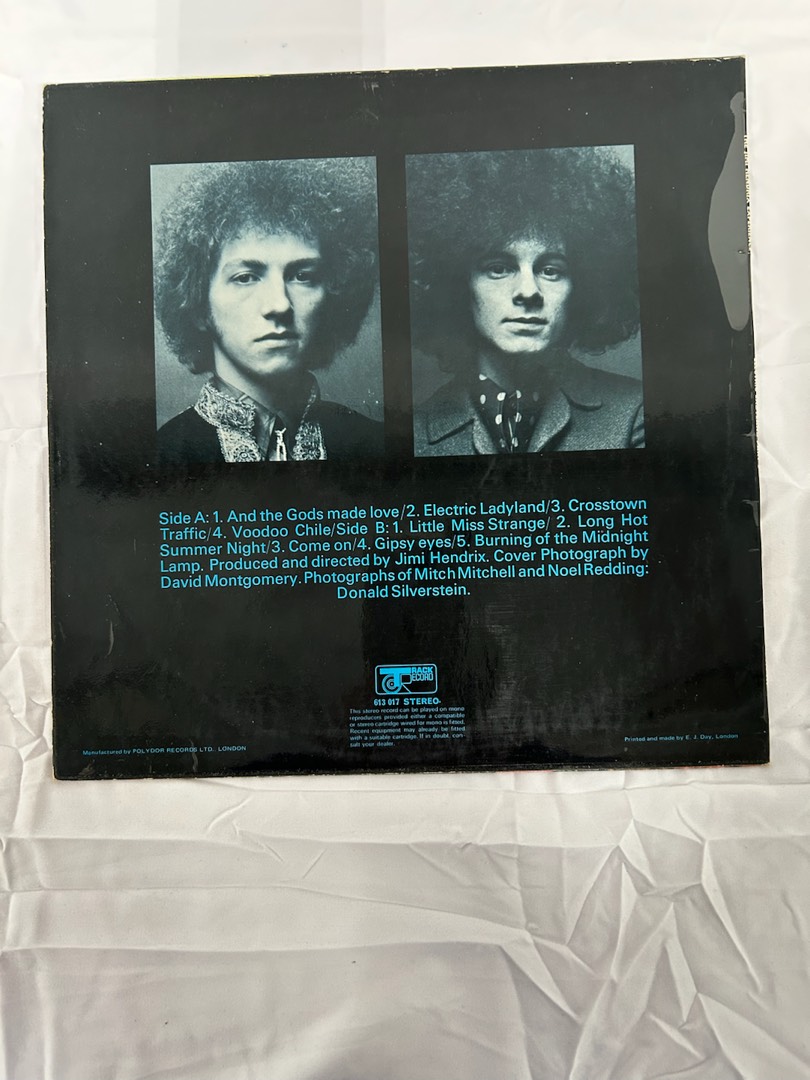 Side A: 1. And the Gods made love/2. Electric Ladyland/3. Crosstown
Traffic/4. Voodoo Chile/Side B: 1. Little Miss Strange/ 2. Long Hot
Summer Night/3. Come on/4. Gipsy eyes/5. Burning of the Midnight
Lamp. Produced and directed by Jimi Hendrix. Cover Photograph by
David Montgomery. Photographs of Mitch Mitchell and Noel Redding:
Donald Silverstein.
TRACK
RECORD
613 017 STEREO
This stereo record can be played on mono
reproducers provided either a compatible
or stereo cartridge wired for mono is fitted.
Recent equipment may already be fitted
with a suitable cartridge. If in doubt, con-
sult your dealer.
Manufactured by POLYDOR RECORDS LTD. LONDON
Printed and made by E. J. Day, London